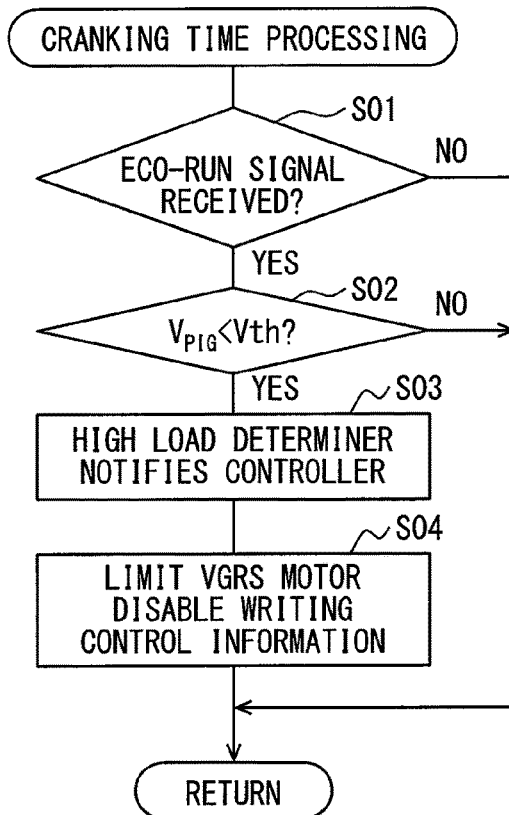 CRANKING TIME PROCESSING
S01
ECO-RUN SIGNAL
RECEIVED?
NO
YES
S02
V_PIG<Vth?
NO
YES
S03
HIGH LOAD DETERMINER
NOTIFIES CONTROLLER
S04
LIMIT VGRS MOTOR
DISABLE WRITING
CONTROL INFORMATION
RETURN